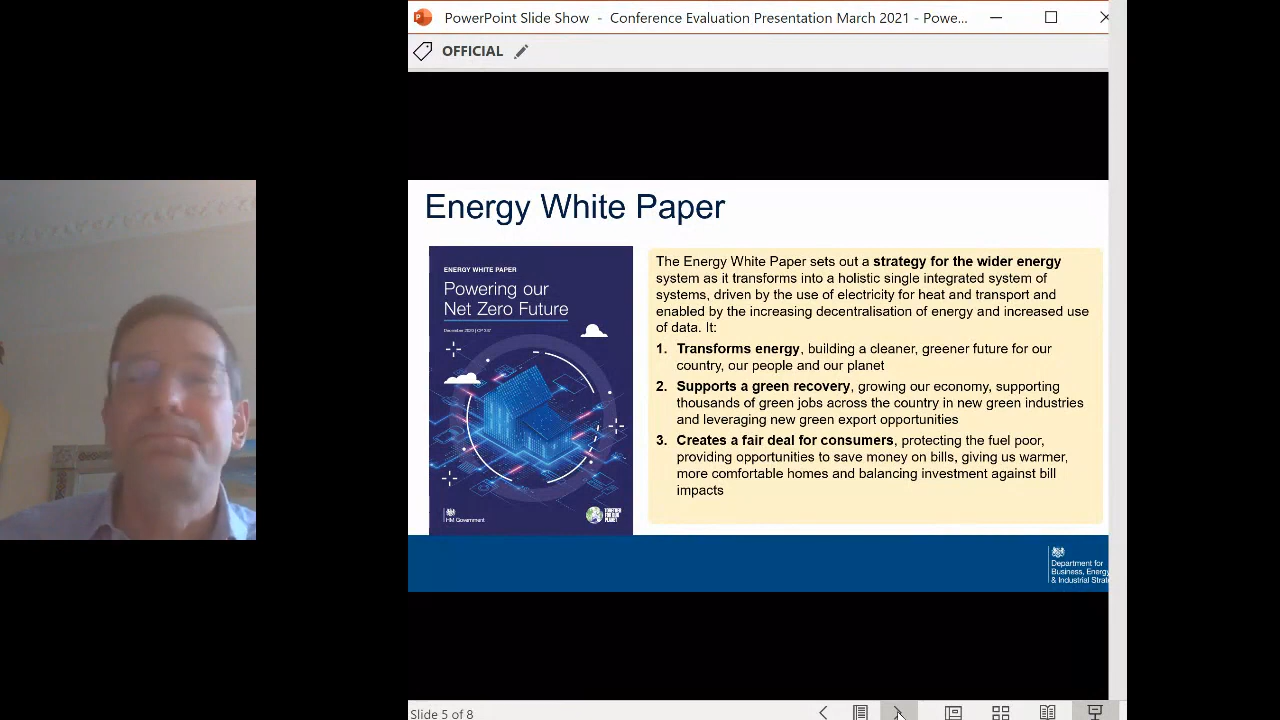 PowerPoint Slide Show - Conference Evaluation Presentation March 2021 - Powe...
OFFICIAL
Energy White Paper
ENERGY WHITE PAPER
Powering our
Net Zero Future
HM Government
TOGETHER
FOR OUR
PLANET
The Energy White Paper sets out a strategy for the wider energy
system as it transforms into a holistic single integrated system of
systems, driven by the use of electricity for heat and transport and
enabled by the increasing decentralisation of energy and increased use
of data. It:
1. Transforms energy, building a cleaner, greener future for our
country, our people and our planet
2. Supports a green recovery, growing our economy, supporting
thousands of green jobs across the country in new green industries
and leveraging new green export opportunities
3. Creates a fair deal for consumers, protecting the fuel poor,
providing opportunities to save money on bills, giving us warmer,
more comfortable homes and balancing investment against bill
impacts
Department for
Business, Energy
& Industrial Strat
Slide 5 of 8